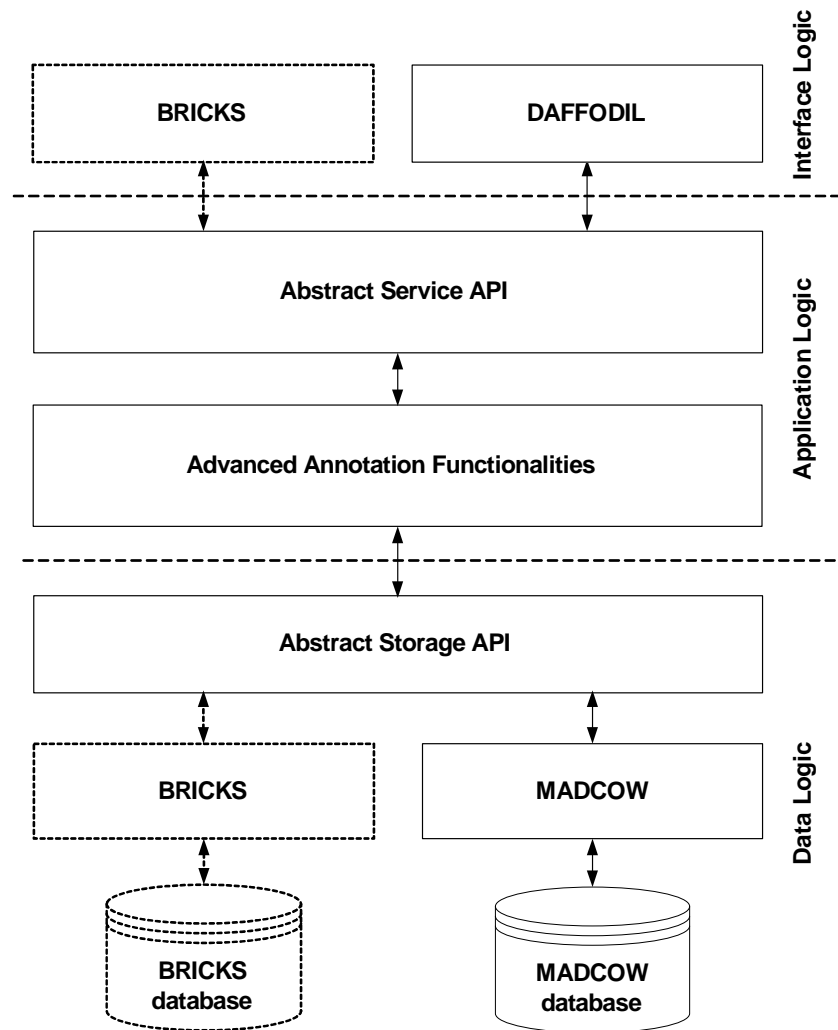 BRICKS
DAFFODIL
Interface Logic
Abstract Service API
Advanced Annotation Functionalities
Application Logic
Abstract Storage API
BRICKS
MADCOW
Data Logic
BRICKS
database
MADCOW
database